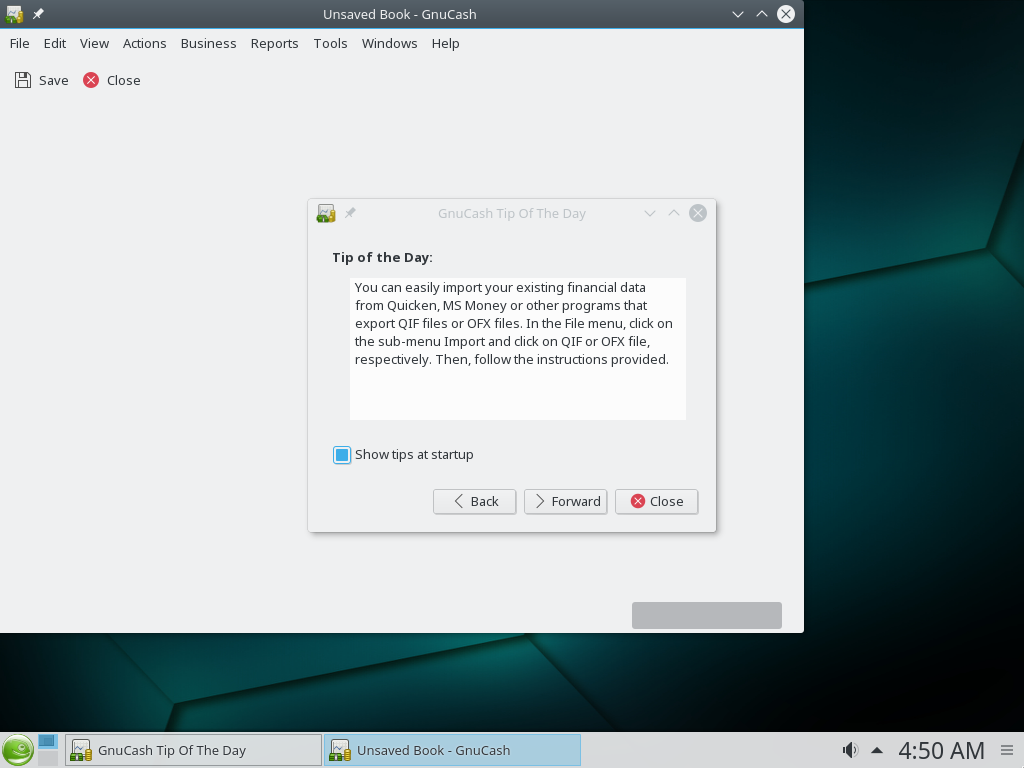 Unsaved Book - GnuCash
File Edit View Actions Business Reports Tools Windows Help
Save Close
GnuCash Tip Of The Day
Tip of the Day:
You can easily import your existing financial data
from Quicken, MS Money or other programs that
export QIF files or OFX files. In the File menu, click on
the sub-menu Import and click on QIF or OFX file,
respectively. Then, follow the instructions provided.
Show tips at startup
Back Forward Close
GnuCash Tip Of The Day Unsaved Book - GnuCash 4:50 AM